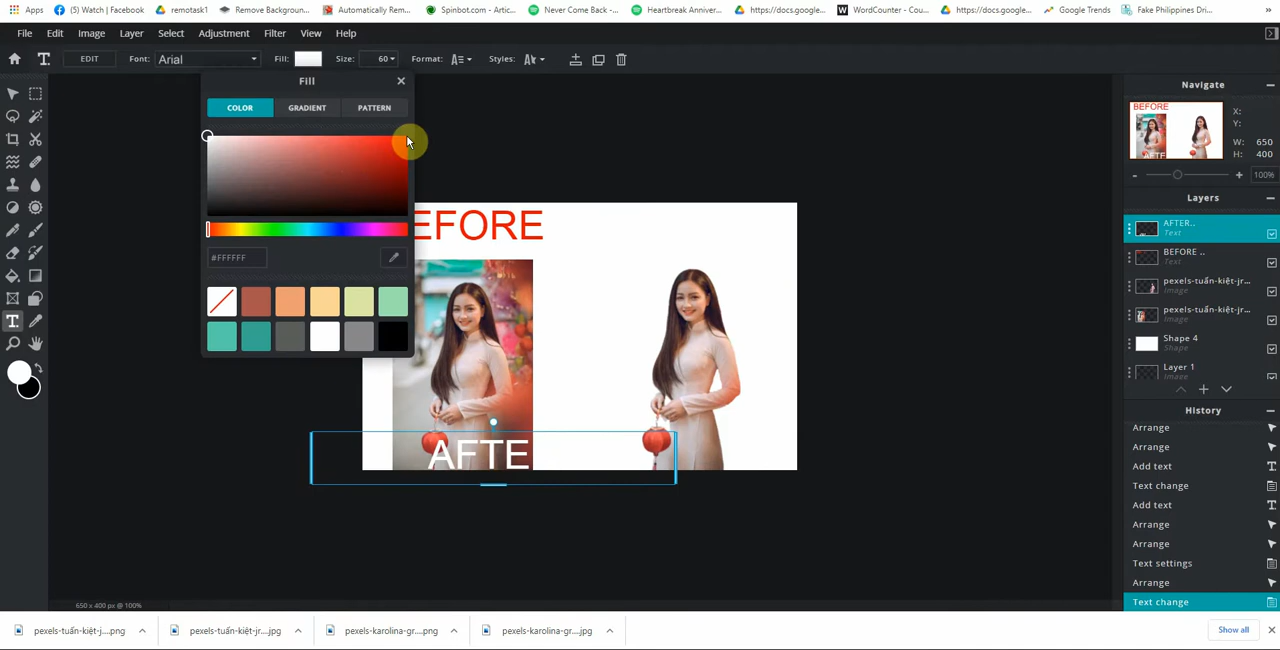 Apps
(5) Watch | Facebook
remotask1
Remove Backgroun...
Automatically Rem...
Spinbot.com - Artic...
Never Come Back -...
Heartbreak Anniver...
https://docs.google...
WordCounter - Cou...
https://docs.google...
Google Trends
Fake Philippines Dri...
»
File Edit Image Layer Select Adjustment Filter View Help
EDIT Font: Arial Fill: Size: 60 Format: Styles:
Fill
COLOR GRADIENT PATTERN
#FFFFFF
EFORE
AFTE
Navigate
BEFORE
AFTE
X:
Y:
W: 650
H: 400
- + 100%
Layers
AFTER..
Text
BEFORE ..
Text
pexels-tuấn-kiệt-jr...
Image
pexels-tuấn-kiệt-jr...
Image
Shape 4
Shape
Layer 1
Image
History
Arrange
Arrange
Add text
Text change
Add text
Arrange
Arrange
Text settings
Arrange
Text change
650 x 400 px @ 100%
pexels-tuấn-kiệt-j....png
pexels-tuấn-kiệt-jr....jpg
pexels-karolina-gr....png
pexels-karolina-gr....jpg
Show all